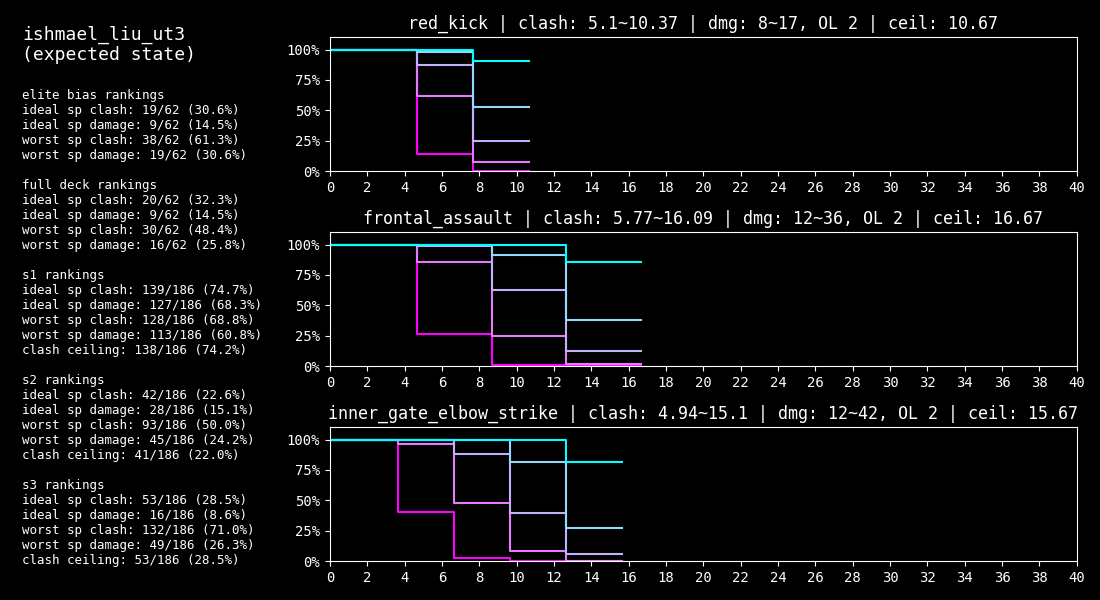 ishmael_liu_ut3
(expected state)
elite bias rankings
ideal sp clash: 19/62 (30.6%)
ideal sp damage: 9/62 (14.5%)
worst sp clash: 38/62 (61.3%)
worst sp damage: 19/62 (30.6%)
full deck rankings
ideal sp clash: 20/62 (32.3%)
ideal sp damage: 9/62 (14.5%)
worst sp clash: 30/62 (48.4%)
worst sp damage: 16/62 (25.8%)
s1 rankings
ideal sp clash: 139/186 (74.7%)
ideal sp damage: 127/186 (68.3%)
worst sp clash: 128/186 (68.8%)
worst sp damage: 113/186 (60.8%)
clash ceiling: 138/186 (74.2%)
s2 rankings
ideal sp clash: 42/186 (22.6%)
ideal sp damage: 28/186 (15.1%)
worst sp clash: 93/186 (50.0%)
worst sp damage: 45/186 (24.2%)
clash ceiling: 41/186 (22.0%)
s3 rankings
ideal sp clash: 53/186 (28.5%)
ideal sp damage: 16/186 (8.6%)
worst sp clash: 132/186 (71.0%)
worst sp damage: 49/186 (26.3%)
clash ceiling: 53/186 (28.5%)
red_kick | clash: 5.1~10.37 | dmg: 8~17, OL 2 | ceil: 10.67
100%
75%
50%
25%
0%
0 2 4 6 8 10 12 14 16 18 20 22 24 26 28 30 32 34 36 38 40
frontal_assault | clash: 5.77~16.09 | dmg: 12~36, OL 2 | ceil: 16.67
100%
75%
50%
25%
0%
0 2 4 6 8 10 12 14 16 18 20 22 24 26 28 30 32 34 36 38 40
inner_gate_elbow_strike | clash: 4.94~15.1 | dmg: 12~42, OL 2 | ceil: 15.67
100%
75%
50%
25%
0%
0 2 4 6 8 10 12 14 16 18 20 22 24 26 28 30 32 34 36 38 40